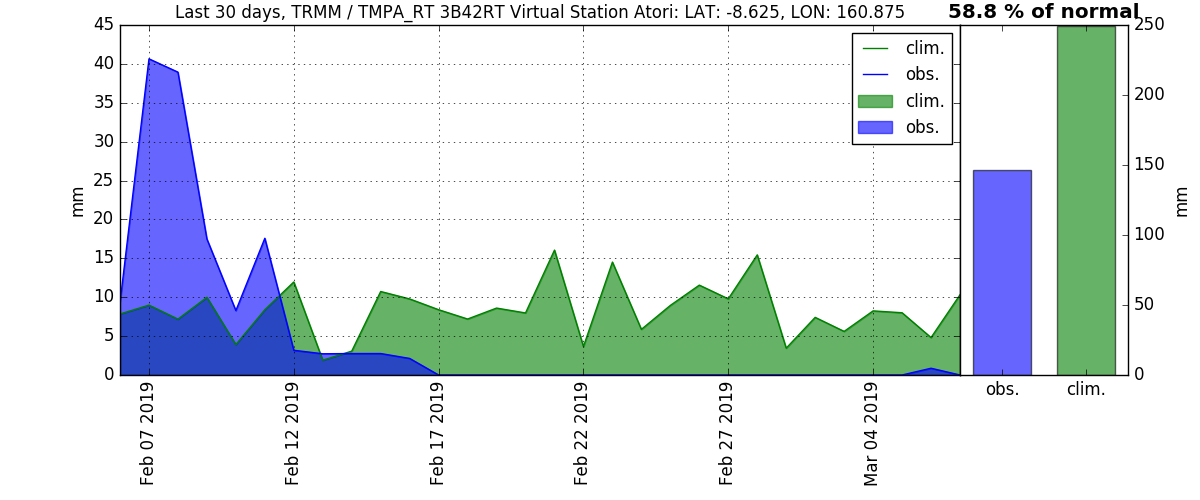 Last 30 days, TRMM / TMPA_RT 3B42RT Virtual Station Atori: LAT: -8.625, LON: 160.875
58.8 % of normal
45
40
35
30
25
20
15
10
5
0
mm
clim.
obs.
clim.
obs.
Feb 07 2019
Feb 12 2019
Feb 17 2019
Feb 22 2019
Feb 27 2019
Mar 04 2019
250
200
150
100
50
0
mm
obs.
clim.